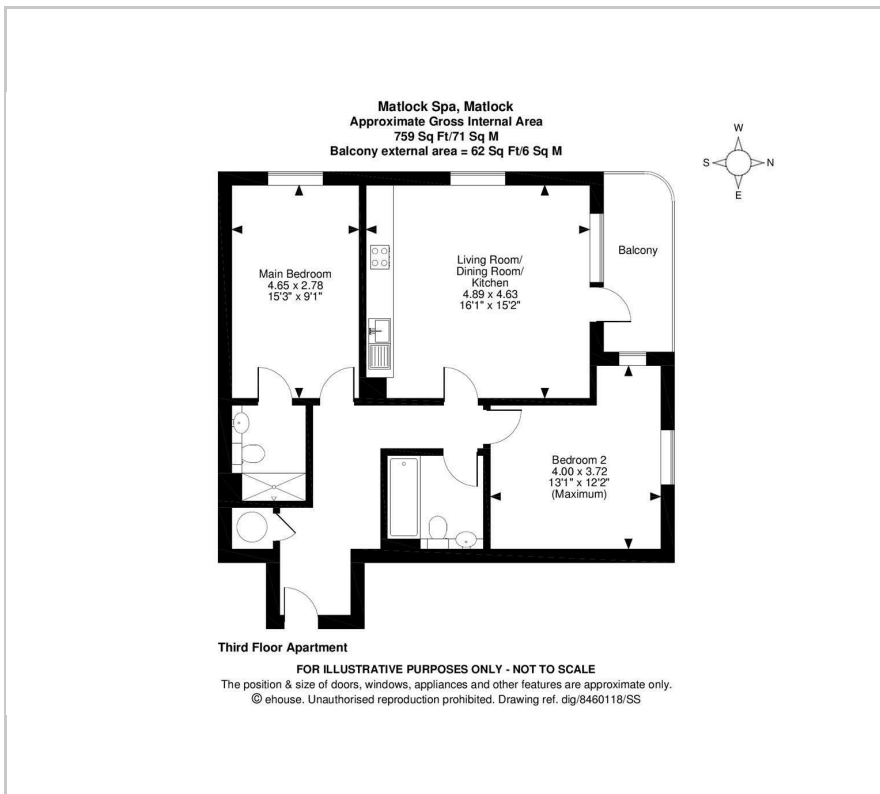 Matlock Spa, Matlock
Approximate Gross Internal Area
759 Sq Ft/71 Sq M
Balcony external area = 62 Sq Ft/6 Sq M
W
S
N
E
Main Bedroom
4.65 x 2.78
15'3" x 9'1"
Living Room/
Dining Room/
Kitchen
4.89 x 4.63
16'1" x 15'2"
Balcony
Bedroom 2
4.00 x 3.72
13'1" x 12'2"
(Maximum)
Third Floor Apartment
FOR ILLUSTRATIVE PURPOSES ONLY - NOT TO SCALE
The position & size of doors, windows, appliances and other features are approximate only.
© ehouse. Unauthorised reproduction prohibited. Drawing ref. dig/8460118/SS